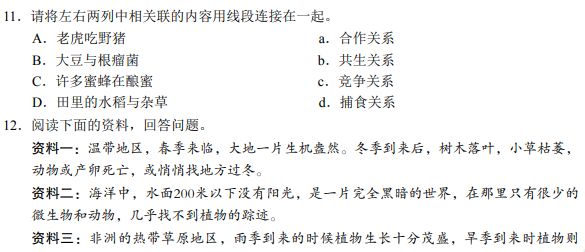 11．请将左右两列中相关联的内容用线段连接在一起。
A．老虎吃野猪 a．合作关系
B．大豆与根瘤菌 b．共生关系
C．许多蜜蜂在酿蜜 c．竞争关系
D．田里的水稻与杂草 d．捕食关系
12．阅读下面的资料，回答问题。
资料一：温带地区，春季来临，大地一片生机盎然。冬季到来后，树木落叶，小草枯萎，
动物或产卵死亡，或悄悄找地方过冬。
资料二：海洋中，水面200米以下没有阳光，是一片完全黑暗的世界，在那里只有很少的
微生物和动物，几乎找不到植物的踪迹。
资料三：非洲的热带草原地区，雨季到来的时候植物生长十分茂盛，旱季到来时植物则